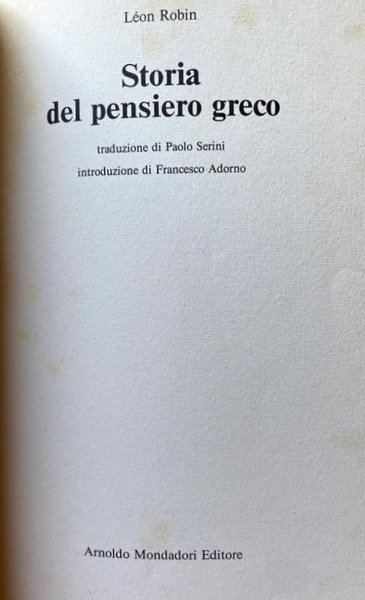 Léon Robin
Storia
del pensiero greco
traduzione di Paolo Serini
introduzione di Francesco Adorno
Arnoldo Mondadori Editore